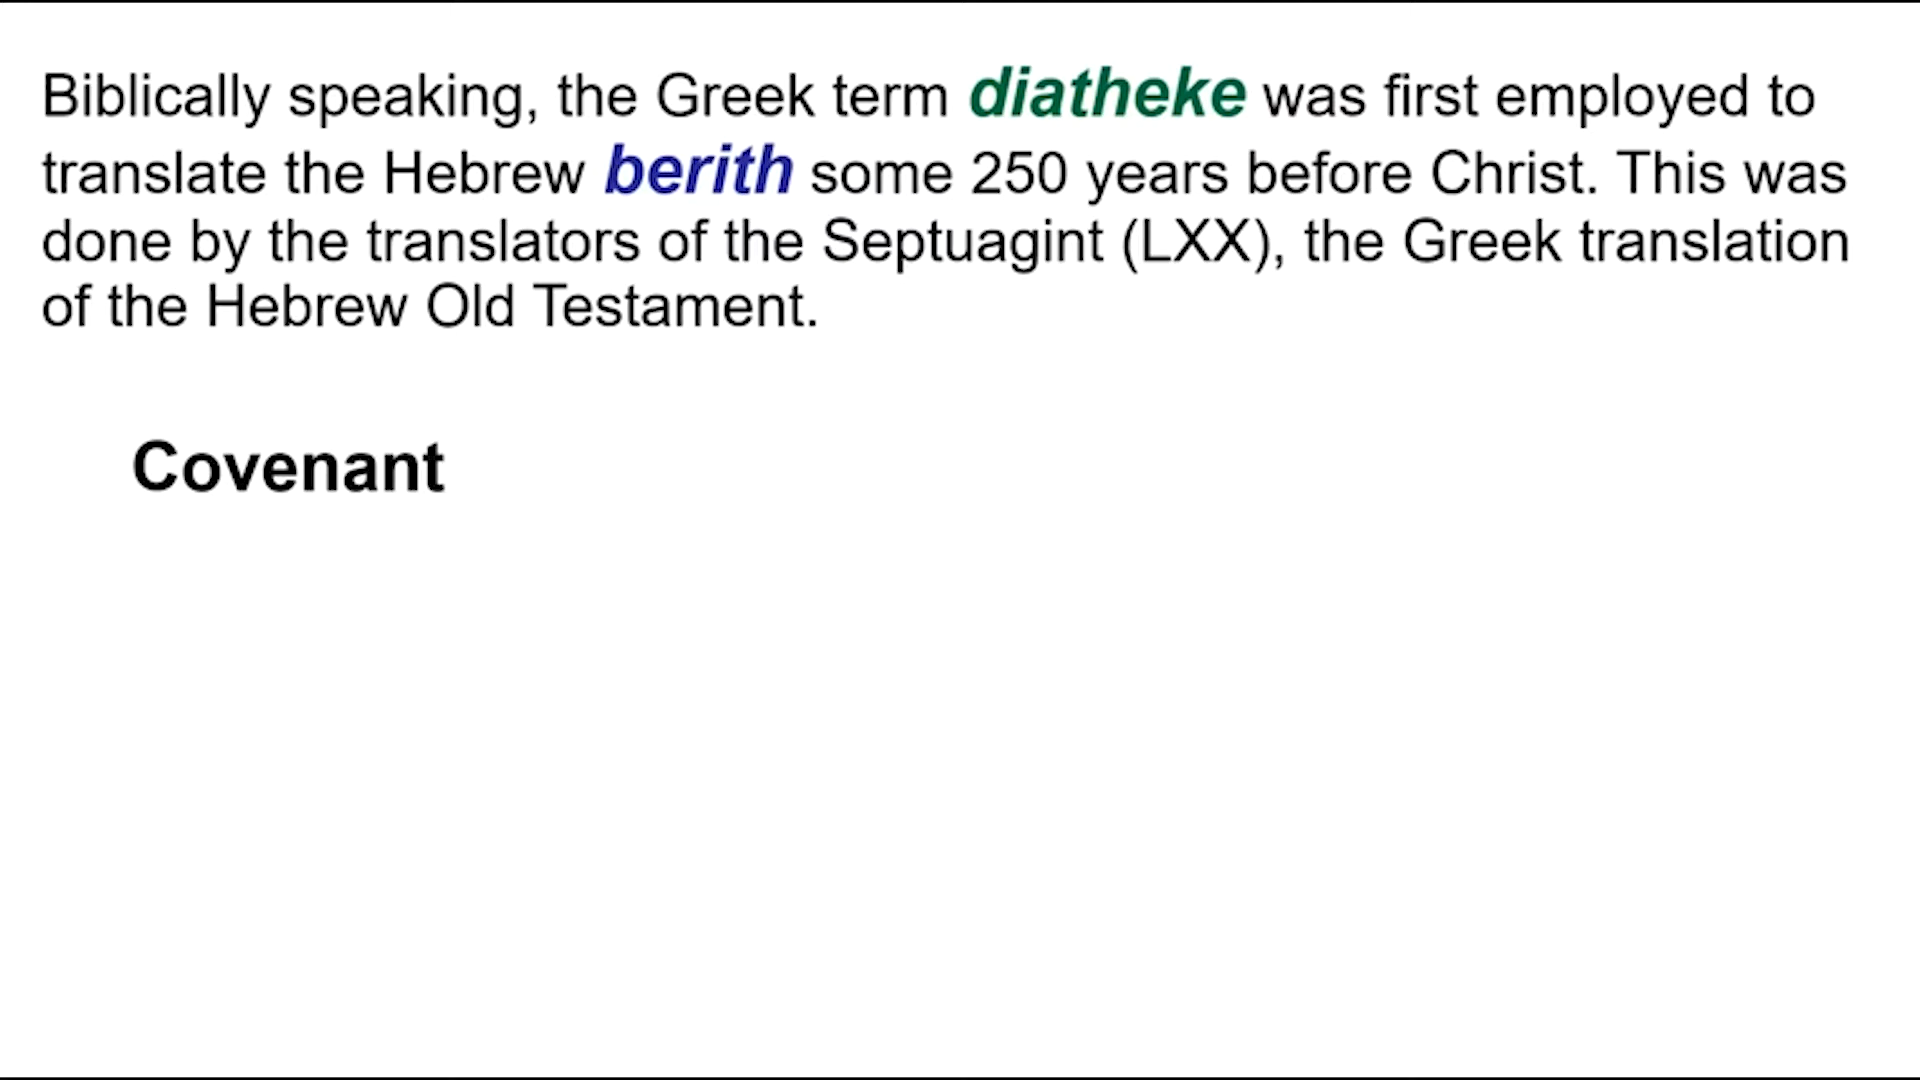 Biblically speaking, the Greek term diatheke was first employed to
translate the Hebrew berith some 250 years before Christ. This was
done by the translators of the Septuagint (LXX), the Greek translation
of the Hebrew Old Testament.
Covenant